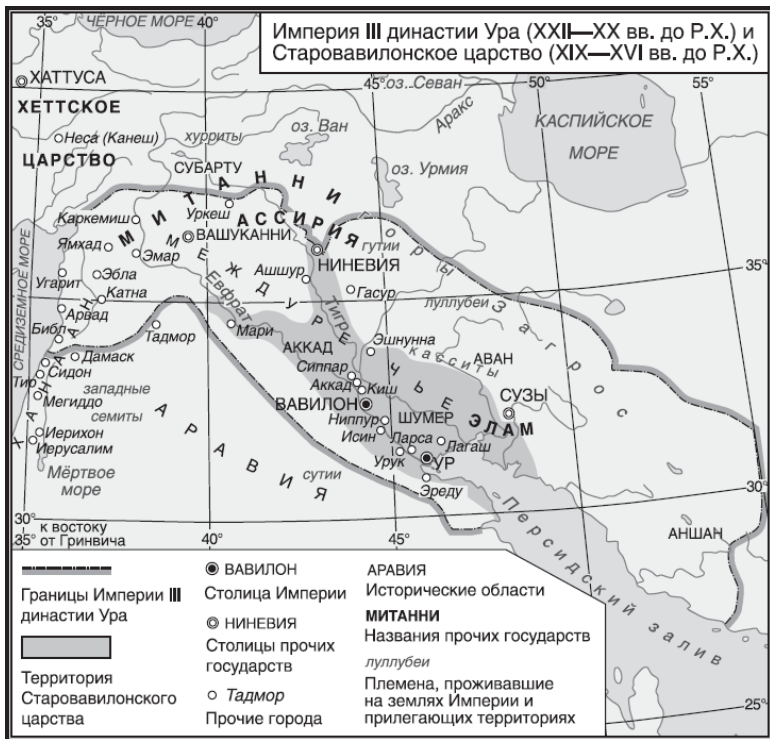 35°
ЧЁРНОЕ МОРЕ
40°
Империя III династии Ура (XXII—XX вв. до Р.Х.) и
Старовавилонское царство (XIX—XVI вв. до Р.Х.)
ХАТТУСА
45°
оз. Севан
50°
55°
ХЕТТСКОЕ
Аракс
Неса (Канеш)
хурриты
оз. Ван
КАСПИЙСКОЕ
МОРЕ
ЦАРСТВО
СУБАРТУ
оз. Урмия
МИТАННИ
Каркемиш
Уркеш
АССИРИЯ
ВАШУКАННИ
Ямхад
Эмар
гутии
Горы Загрос
НИНЕВИЯ
35°
МЕЖДУРЕЧЬЕ
Ашшур
Гасур
Угарит
Эбла
Катна
Евфрат
Тигр
луллубеи
СРЕДИЗЕМНОЕ МОРЕ
Арвад
Библ
Тадмор
Мари
Эшнунна
АККАД
касситы
АВАН
Дамаск
Сиппар
Тир
Сидон
Аккад
Киш
СУЗЫ
западные
семиты
Мегиддо
ВАВИЛОН
ШУМЕР
ЭЛАМ
ХАНААН
Ниппур
Исин
Ларса
Лагаш
Иерихон
Иерусалим
АРАВИЯ
Урук
УР
Мёртвое
море
сутии
Эреду
30°
Персидский залив
АНШАН
30°
к востоку
от Гринвича
40°
45°
Границы Империи III
династии Ура
Территория
Старовавилонского
царства
ВАВИЛОН
Столица Империи
НИНЕВИЯ
Столицы прочих
государств
Тадмор
Прочие города
АРАВИЯ
Исторические области
МИТАННИ
Названия прочих государств
луллубеи
Племена, проживавшие
на землях Империи и
прилегающих территориях
25°